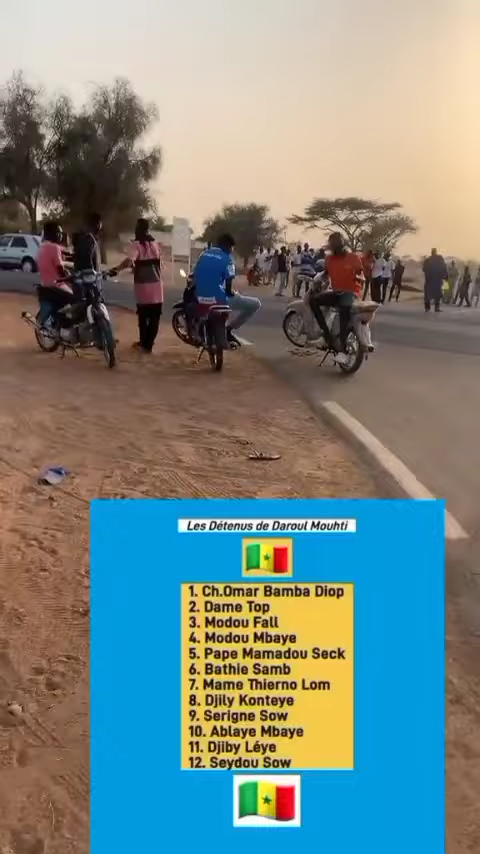 Les Détenus de Daroul Mouhti
1. Ch.Omar Bamba Diop
2. Dame Top
3. Modou Fall
4. Modou Mbaye
5. Pape Mamadou Seck
6. Bathie Samb
7. Mame Thierno Lom
8. Djily Konteye
9. Serigne Sow
10. Ablaye Mbaye
11. Djiby Léye
12. Seydou Sow